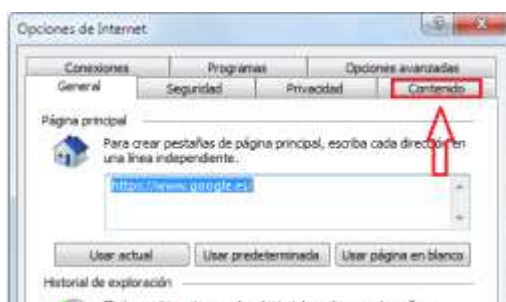 Opciones de Internet
Conexiones Programas Opciones avanzadas
General Seguridad Privacidad Contenido
Página principal
Para crear pestañas de página principal, escriba cada dirección en
una línea independiente.
https://www.google.es/
Usar actual Usar predeterminada Usar página en blanco
Historial de exploración